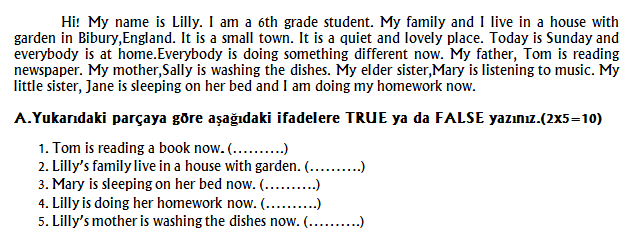 Hi! My name is Lilly. I am a 6th grade student. My family and I live in a house with
garden in Bibury,England. It is a small town. It is a quiet and lovely place. Today is Sunday and
everybody is at home.Everybody is doing something different now. My father, Tom is reading
newspaper. My mother,Sally is washing the dishes. My elder sister,Mary is listening to music. My
little sister, Jane is sleeping on her bed and I am doing my homework now.
A.Yukarıdaki parçaya göre aşağıdaki ifadelere TRUE ya da FALSE yazınız.(2x5=10)
1. Tom is reading a book now. (..........)
2. Lilly's family live in a house with garden. (..........)
3. Mary is sleeping on her bed now. (..........)
4. Lilly is doing her homework now. (..........)
5. Lilly's mother is washing the dishes now. (..........)